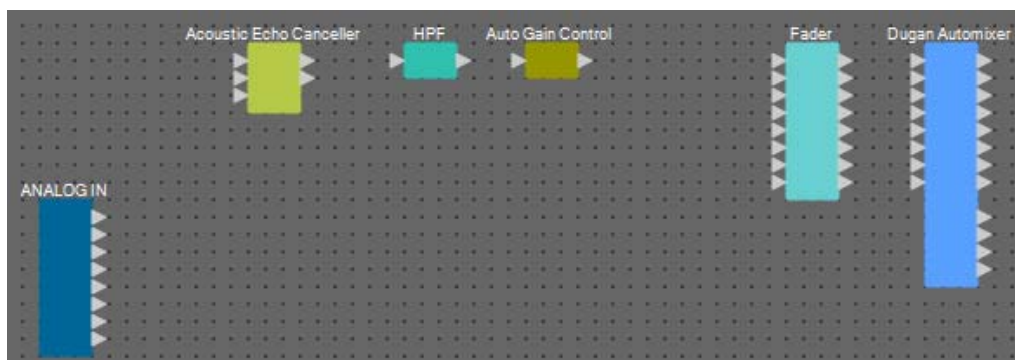 Acoustic Echo Canceller
HPF
Auto Gain Control
Fader
Dugan Automixer
ANALOG IN